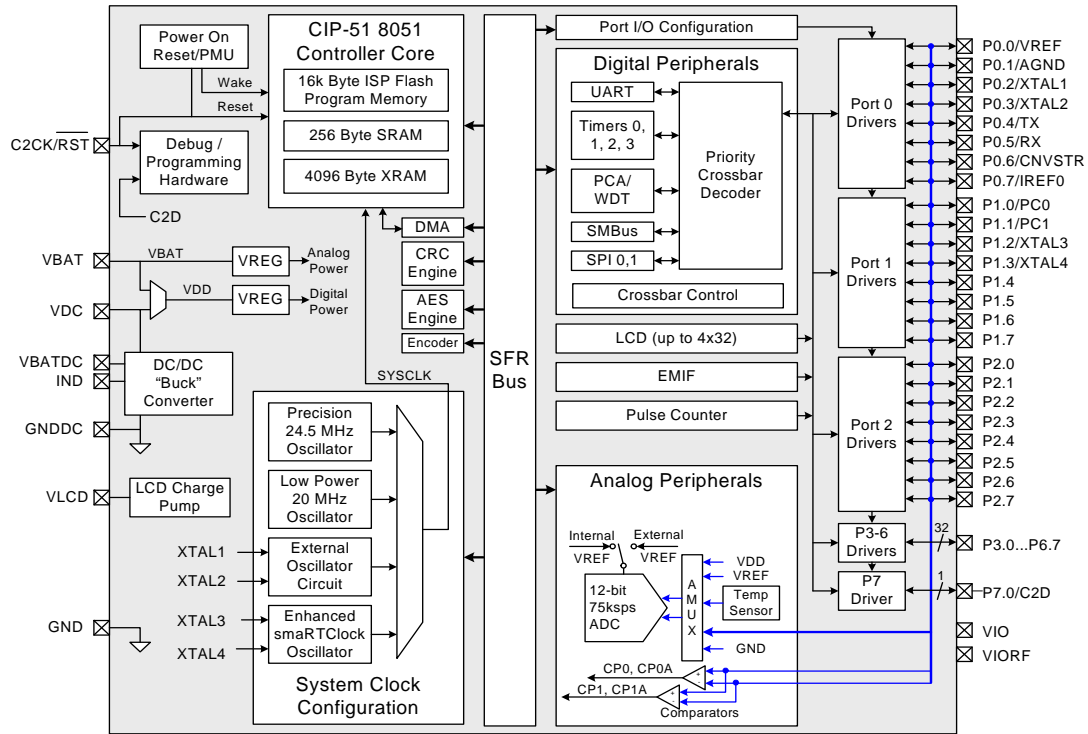 Power On
Reset/PMU
Wake
Reset
C2CK/RST
Debug /
Programming
Hardware
C2D
CIP-51 8051
Controller Core
16k Byte ISP Flash
Program Memory
256 Byte SRAM
4096 Byte XRAM
DMA
CRC
Engine
AES
Engine
Encoder
SYSCLK
VBAT
VBAT
VREG
Analog
Power
VDC
VDD
VREG
Digital
Power
VBATDC
IND
DC/DC
“Buck”
Converter
GNDDC
VLCD
LCD Charge
Pump
XTAL1
XTAL2
XTAL3
XTAL4
GND
Precision
24.5 MHz
Oscillator
Low Power
20 MHz
Oscillator
External
Oscillator
Circuit
Enhanced
smaRTClock
Oscillator
System Clock
Configuration
SFR
Bus
Port I/O Configuration
Digital Peripherals
UART
Timers 0,
1, 2, 3
PCA/
WDT
SMBus
SPI 0,1
Priority
Crossbar
Decoder
Crossbar Control
LCD (up to 4x32)
EMIF
Pulse Counter
Analog Peripherals
Internal
VREF
External
VREF
12-bit
75ksps
ADC
A
M
U
X
VDD
VREF
Temp
Sensor
GND
CP0, CP0A
CP1, CP1A
+
-
+
-
Comparators
Port 0
Drivers
Port 1
Drivers
Port 2
Drivers
P3-6
Drivers
P7
Driver
32
1
P0.0/VREF
P0.1/AGND
P0.2/XTAL1
P0.3/XTAL2
P0.4/TX
P0.5/RX
P0.6/CNVSTR
P0.7/IREF0
P1.0/PC0
P1.1/PC1
P1.2/XTAL3
P1.3/XTAL4
P1.4
P1.5
P1.6
P1.7
P2.0
P2.1
P2.2
P2.3
P2.4
P2.5
P2.6
P2.7
P3.0...P6.7
P7.0/C2D
VIO
VIORF